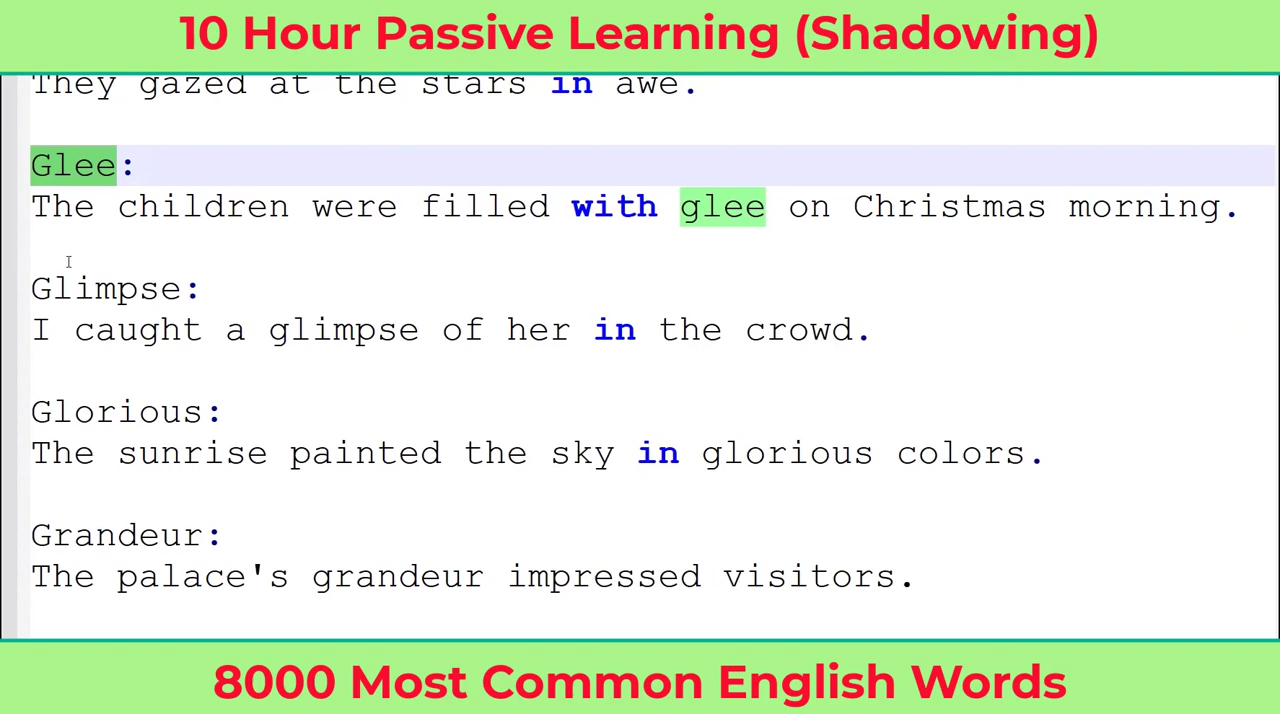 10 Hour Passive Learning (Shadowing)
They gazed at the stars in awe.
Glee:
The children were filled with glee on Christmas morning.
Glimpse:
I caught a glimpse of her in the crowd.
Glorious:
The sunrise painted the sky in glorious colors.
Grandeur:
The palace's grandeur impressed visitors.
8000 Most Common English Words